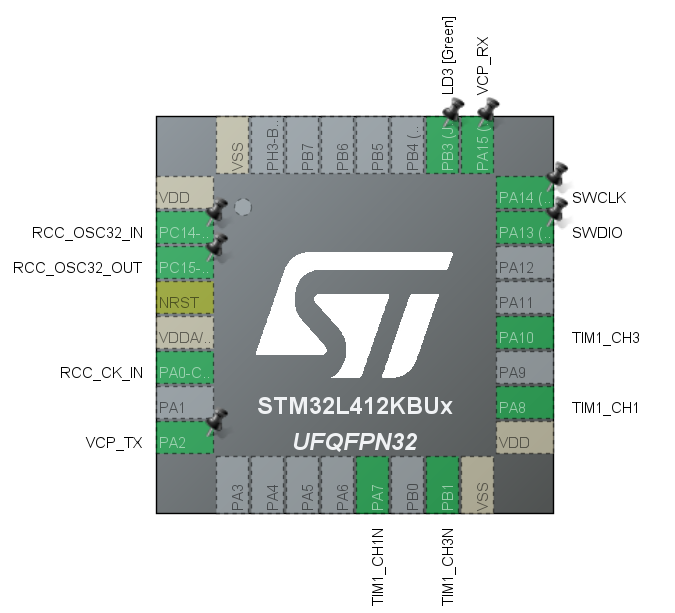 LD3 [Green]
VCP_RX
VSS
PH3-B...
PB7
PB6
PB5
PB4 (...
PB3 (J
PA15 (
VDD
PC14-...
PC15-...
NRST
VDDA/...
PA0-C...
PA1
PA2
RCC_OSC32_IN
RCC_OSC32_OUT
RCC_CK_IN
VCP_TX
ST
STM32L412KBUx
UFQFPN32
PA14 (...
PA13 (...
PA12
PA11
PA10
PA9
PA8
VDD
SWCLK
SWDIO
TIM1_CH3
TIM1_CH1
PA3
PA4
PA5
PA6
PA7
PB0
PB1
VSS
TIM1_CH1N
TIM1_CH3N